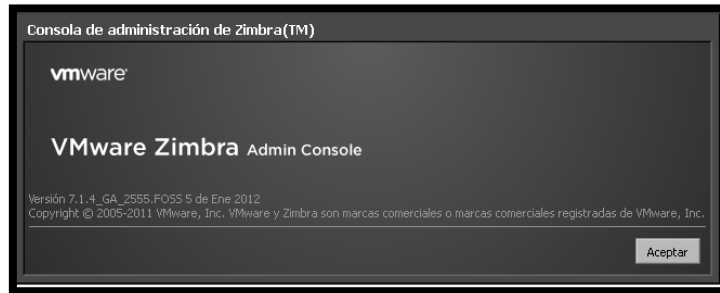 Consola de administración de Zimbra(TM)
vmware
VMware Zimbra Admin Console
Versión 7.1.4_GA_2555.FOSS 5 de Ene 2012
Copyright © 2005-2011 VMware, Inc. VMware y Zimbra son marcas comerciales o marcas comerciales registradas de VMware, Inc.
Aceptar